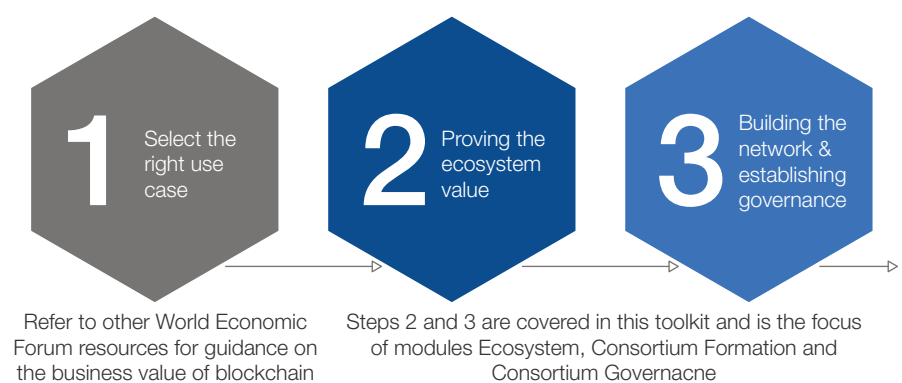 1
Select the
right use
case
2
Proving the
ecosystem
value
3
Building the
network &
establishing
governance
Refer to other World Economic
Forum resources for guidance on
the business value of blockchain
Steps 2 and 3 are covered in this toolkit and is the focus
of modules Ecosystem, Consortium Formation and
Consortium Governacne